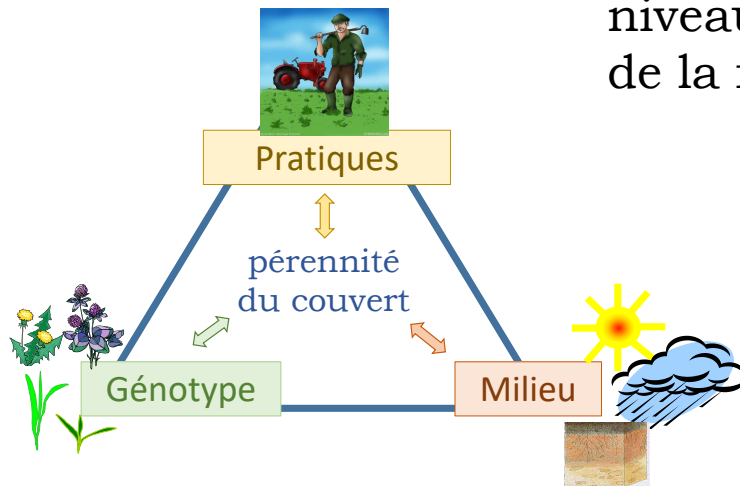 niveau
de la
Pratiques
pérennité
du couvert
Génotype
Milieu